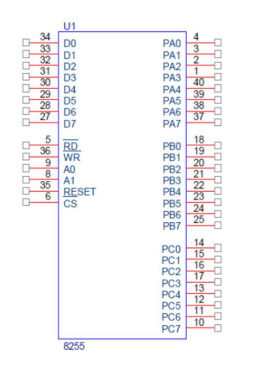 U1
34 D0 PA0 4
33 D1 PA1 3
32 D2 PA2 2
31 D3 PA3 1
30 D4 PA4 40
29 D5 PA5 39
28 D6 PA6 38
27 D7 PA7 37
5 RD PB0 18
36 WR PB1 19
9 A0 PB2 20
8 A1 PB3 21
35 RESET PB4 22
6 CS PB5 23
PB6 24
PB7 25
PC0 14
PC1 15
PC2 16
PC3 17
PC4 13
PC5 12
PC6 11
PC7 10
8255